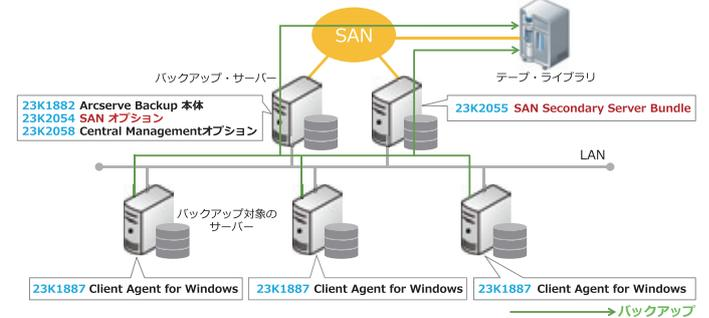 SAN
テープ・ライブラリ
バックアップ・サーバー
23K1882 Arcserve Backup 本体
23K2054 SAN オプション
23K2058 Central Managementオプション
23K2055 SAN Secondary Server Bundle
LAN
バックアップ対象の
サーバー
23K1887 Client Agent for Windows
23K1887 Client Agent for Windows
23K1887 Client Agent for Windows
バックアップ